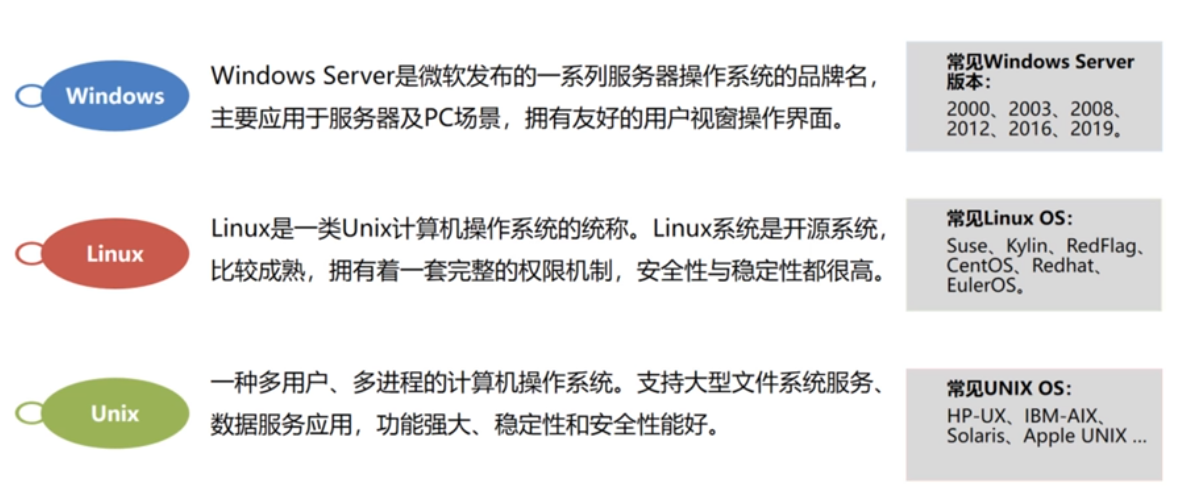 Windows
Windows Server是微软发布的一系列服务器操作系统的品牌名，
主要应用于服务器及PC场景，拥有友好的用户视窗操作界面。
常见Windows Server
版本：
2000、2003、2008、
2012、2016、2019。
Linux
Linux是一类Unix计算机操作系统的统称。Linux系统是开源系统，
比较成熟，拥有着一套完整的权限机制，安全性与稳定性都很高。
常见Linux OS：
Suse、Kylin、RedFlag、
CentOS、Redhat、
EulerOS。
Unix
一种多用户、多进程的计算机操作系统。支持大型文件系统服务、
数据服务应用，功能强大、稳定性和安全性能好。
常见UNIX OS：
HP-UX、IBM-AIX、
Solaris、Apple UNIX ...